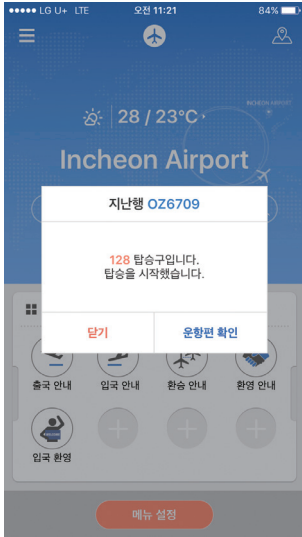 LG U+ LTE 오전 11:21 84%
INCHEON AIRPORT
28 / 23°C
Incheon Airport
지난행 OZ6709
128 탑승구입니다.
탑승을 시작했습니다.
닫기 운항편 확인
출국 안내 입국 안내 환승 안내 환영 안내
입국 환영
메뉴 설정